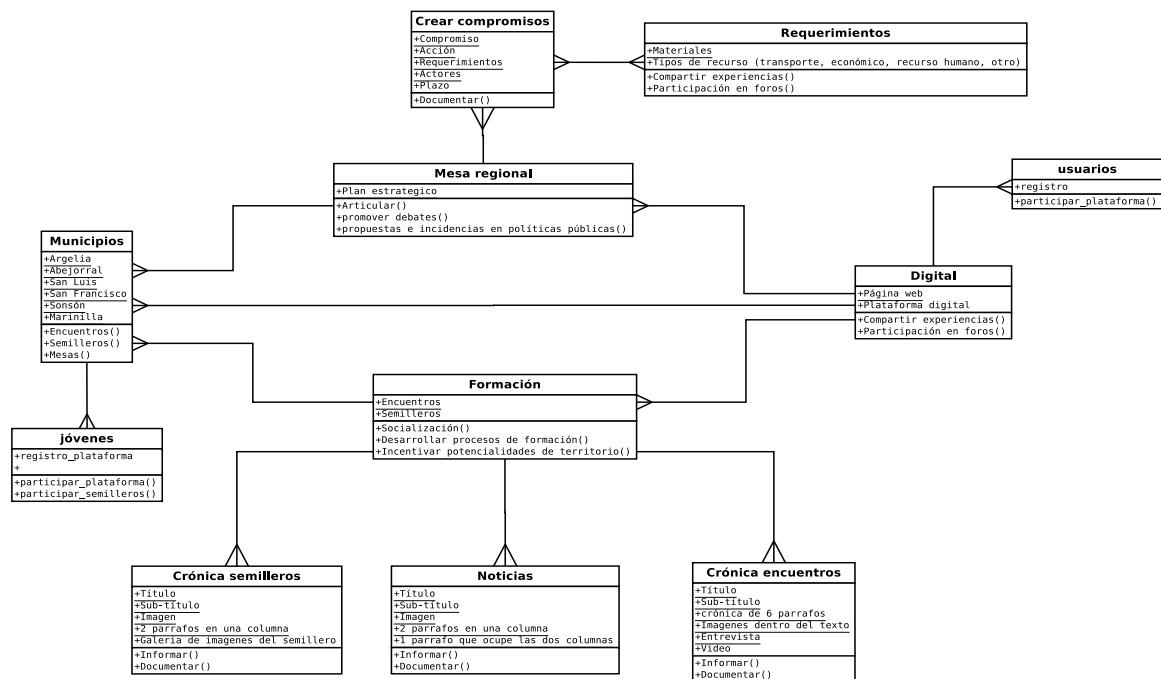 Crear compromisos
+Compromiso
+Acción
+Requerimientos
+Actores
+Plazo
+Documentar()
Requerimientos
+Materiales
+Tipos de recurso (transporte, económico, recurso humano, otro)
+Compartir experiencias()
+Participación en foros()
Mesa regional
+Plan estrategico
+Articular()
+promover debates()
+propuestas e incidencias en políticas públicas()
usuarios
+registro
+participar_plataforma()
Municipios
+Argelia
+Abejorral
+San Luis
+San Francisco
+Sonsón
+Marinilla
+Encuentros()
+Semilleros()
+Mesas()
Digital
+Página web
+Plataforma digital
+Compartir experiencias()
+Participación en foros()
Formación
+Encuentros
+Semilleros
+Socialización()
+Desarrollar procesos de formación()
+Incentivar potencialidades de territorio()
jóvenes
+registro_plataforma
+
+participar_plataforma()
+participar_semilleros()
Crónica semilleros
+Título
+Sub-título
+Imagen
+2 parrafos en una columna
+Galeria de imagenes del semillero
+Informar()
+Documentar()
Noticias
+Título
+Sub-título
+Imagen
+2 parrafos en una columna
+1 parrafo que ocupe las dos columnas
+Informar()
+Documentar()
Crónica encuentros
+Título
+Sub-título
+crónica de 6 parrafos
+Imagenes dentro del texto
+Entrevista
+Video
+Informar()
+Documentar()